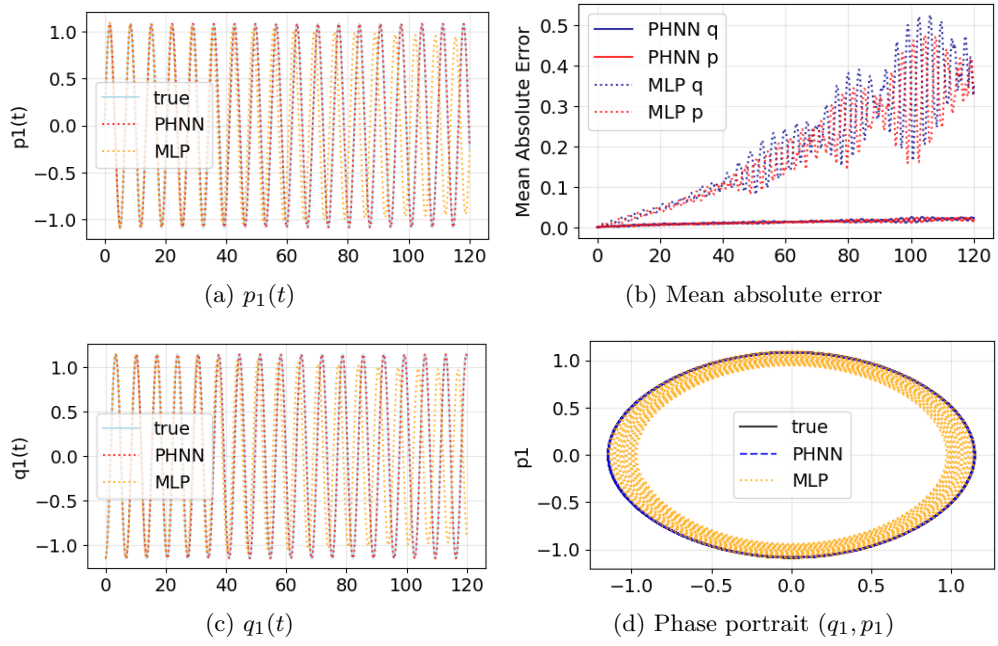 p1(t)
1.0
0.5
0.0
−0.5
−1.0
true
PHNN
MLP
0 20 40 60 80 100 120
(a) p₁(t)
Mean Absolute Error
0.5
0.4
0.3
0.2
0.1
0.0
PHNN q
PHNN p
MLP q
MLP p
0 20 40 60 80 100 120
(b) Mean absolute error
q1(t)
1.0
0.5
0.0
−0.5
−1.0
true
PHNN
MLP
0 20 40 60 80 100 120
(c) q₁(t)
p1
1.0
0.5
0.0
−0.5
−1.0
true
PHNN
MLP
−1.0 −0.5 0.0 0.5 1.0
(d) Phase portrait (q₁, p₁)